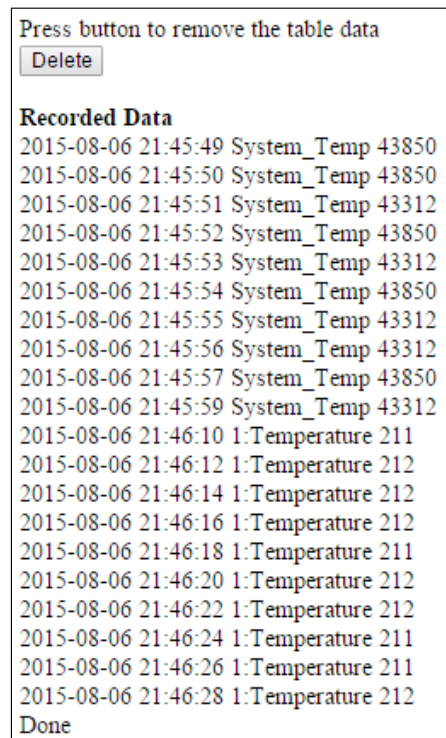 Press button to remove the table data
Delete
Recorded Data
2015-08-06 21:45:49 System_Temp 43850
2015-08-06 21:45:50 System_Temp 43850
2015-08-06 21:45:51 System_Temp 43312
2015-08-06 21:45:52 System_Temp 43850
2015-08-06 21:45:53 System_Temp 43312
2015-08-06 21:45:54 System_Temp 43850
2015-08-06 21:45:55 System_Temp 43312
2015-08-06 21:45:56 System_Temp 43312
2015-08-06 21:45:57 System_Temp 43850
2015-08-06 21:45:59 System_Temp 43312
2015-08-06 21:46:10 1:Temperature 211
2015-08-06 21:46:12 1:Temperature 212
2015-08-06 21:46:14 1:Temperature 212
2015-08-06 21:46:16 1:Temperature 212
2015-08-06 21:46:18 1:Temperature 211
2015-08-06 21:46:20 1:Temperature 212
2015-08-06 21:46:22 1:Temperature 212
2015-08-06 21:46:24 1:Temperature 211
2015-08-06 21:46:26 1:Temperature 211
2015-08-06 21:46:28 1:Temperature 212
Done